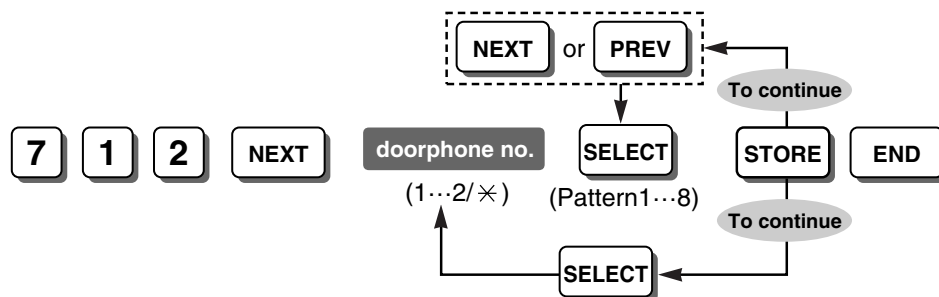 NEXT or PREV
To continue
7 1 2 NEXT doorphone no. SELECT STORE END
(1⋯2/✳) (Pattern1⋯8)
To continue
SELECT